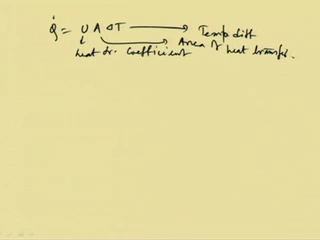 Q̇ = U A ΔT → Temp diff
→ Area of heat transfer.
↓ heat tr. coefficient